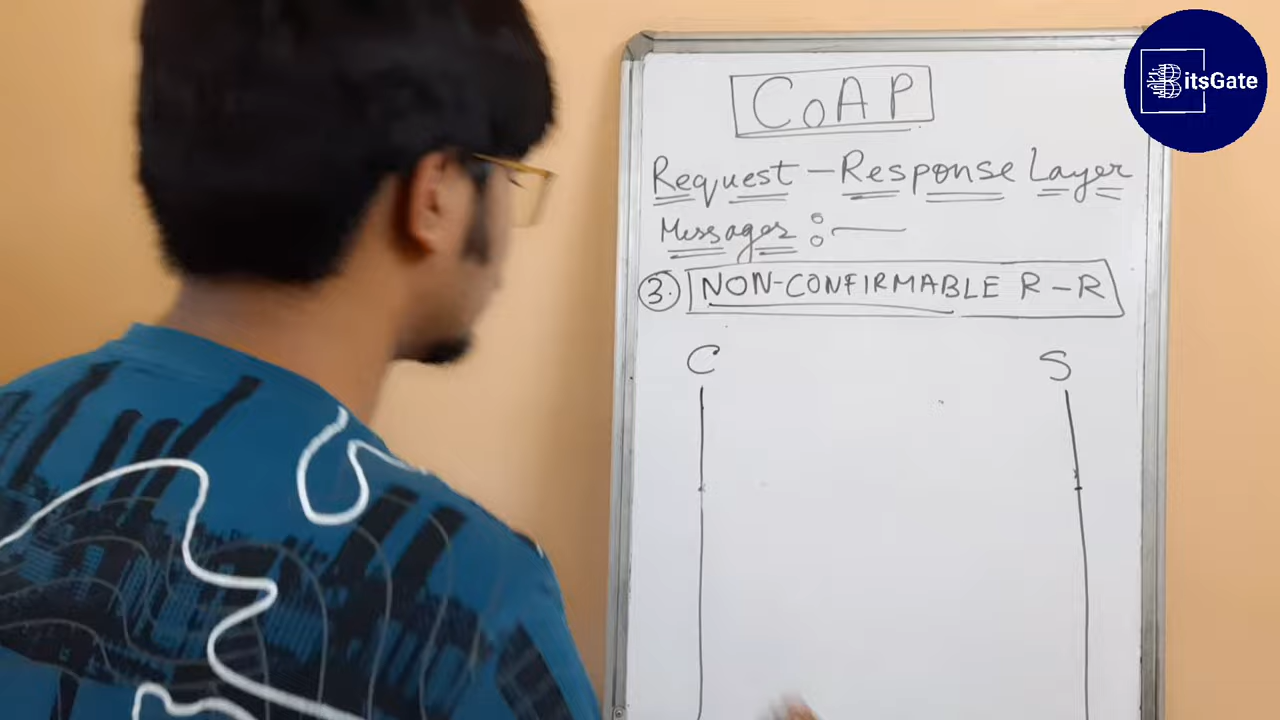 CoAP
Request - Response Layer
Messages :—
3. NON-CONFIRMABLE R - R
C S
BitsGate